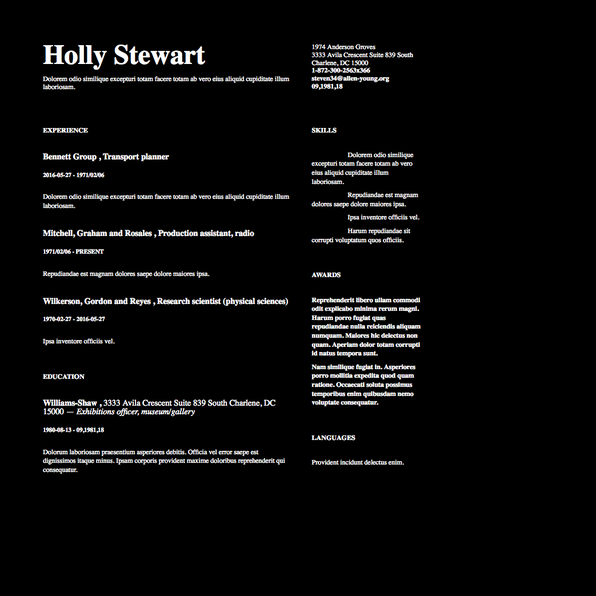 Holly Stewart
Dolorem odio similique excepturi totam facere totam ab vero eius aliquid cupiditate illum
laboriosam.
1974 Anderson Groves
3333 Avila Crescent Suite 839 South
Charlene, DC 15000
1-872-300-2563x366
steven34@allen-young.org
09,1981,18
EXPERIENCE
Bennett Group , Transport planner
2016-05-27 - 1971/02/06
Dolorem odio similique excepturi totam facere totam ab vero eius aliquid cupiditate illum
laboriosam.
Mitchell, Graham and Rosales , Production assistant, radio
1971/02/06 - PRESENT
Repudiandae est magnam dolores saepe dolore maiores ipsa.
Wilkerson, Gordon and Reyes , Research scientist (physical sciences)
1970-02-27 - 2016-05-27
Ipsa inventore officiis vel.
EDUCATION
Williams-Shaw , 3333 Avila Crescent Suite 839 South Charlene, DC
15000 — Exhibitions officer, museum/gallery
1980-08-13 - 09,1981,18
Dolorum laboriosam praesentium asperiores debitis. Officia vel error saepe est
dignissimos itaque minus. Ipsam corporis provident maxime doloribus reprehenderit qui
consequatur.
SKILLS
Dolorem odio similique
excepturi totam facere totam ab vero
eius aliquid cupiditate illum
laboriosam.
Repudiandae est magnam
dolores saepe dolore maiores ipsa.
Ipsa inventore officiis vel.
Harum repudiandae sit
corrupti voluptatum quos officiis.
AWARDS
Reprehenderit libero ullam commodi
odit explicabo minima rerum magni.
Harum porro fugiat quas
repudiandae nulla reiciendis aliquam
numquam. Maiores hic delectus non
quam. Aperiam dolor totam corrupti
id natus tempora sunt.
Nam similique fugiat in. Asperiores
porro mollitia expedita quod quam
ratione. Occaecati soluta possimus
temporibus enim quibusdam nemo
voluptate consequatur.
LANGUAGES
Provident incidunt delectus enim.